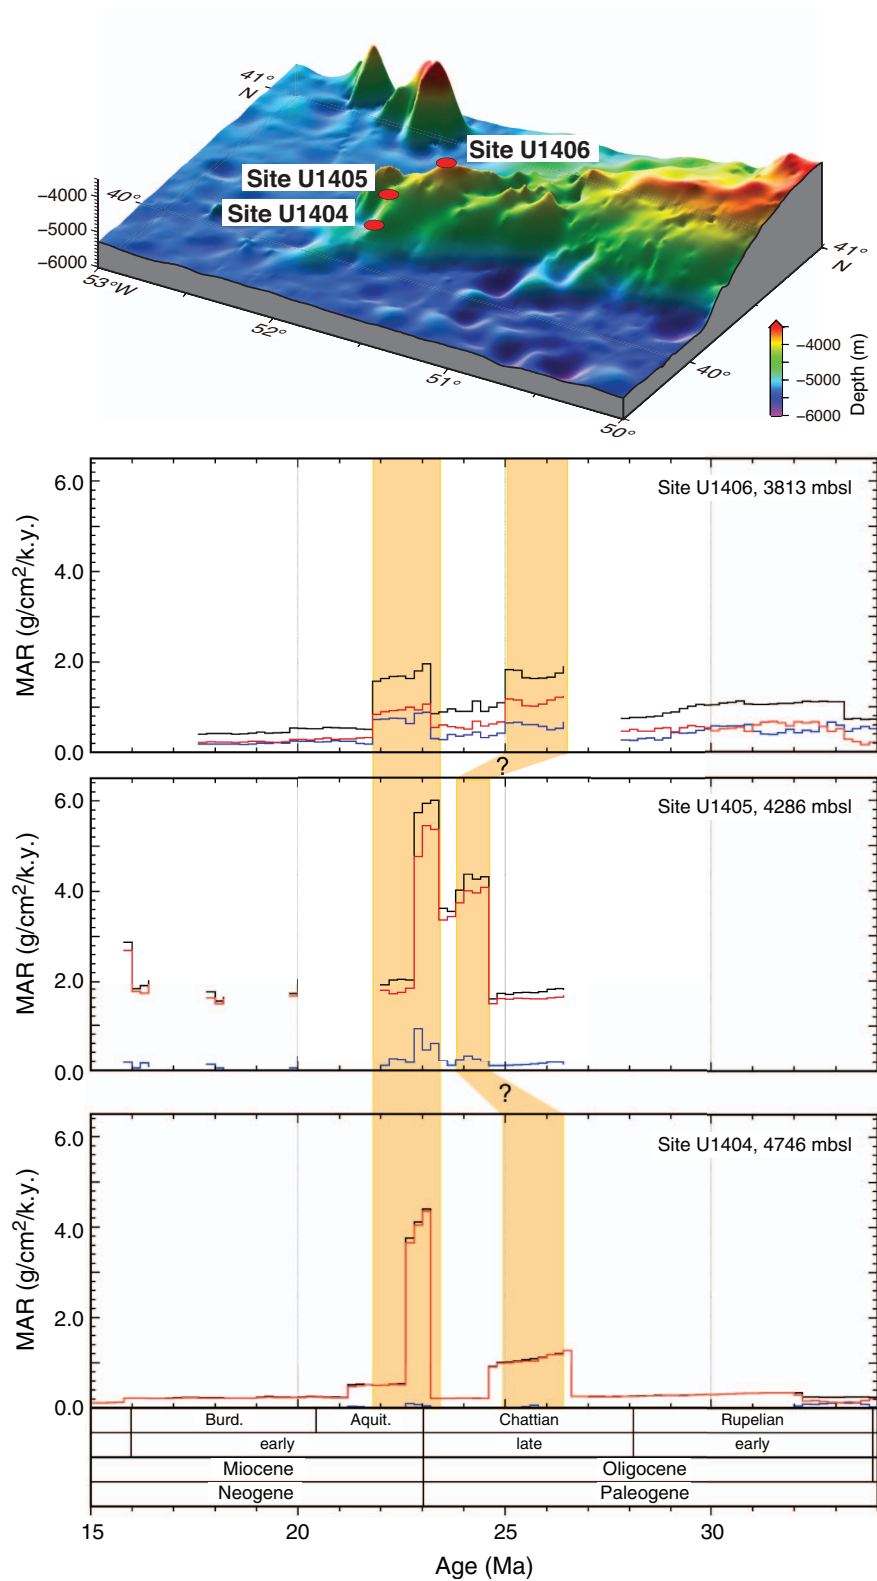 41°
N
Site U1406
Site U1405
Site U1404
−4000
−5000
−6000
40°
53°W
52°
51°
50°
40°
41°
N
−4000
−5000
−6000
Depth (m)
6.0
4.0
2.0
0.0
MAR (g/cm²/k.y.)
Site U1406, 3813 mbsl
?
6.0
4.0
2.0
0.0
MAR (g/cm²/k.y.)
Site U1405, 4286 mbsl
?
6.0
4.0
2.0
0.0
MAR (g/cm²/k.y.)
Site U1404, 4746 mbsl
Burd. Aquit. Chattian Rupelian
early late early
Miocene Oligocene
Neogene Paleogene
15 20 25 30
Age (Ma)